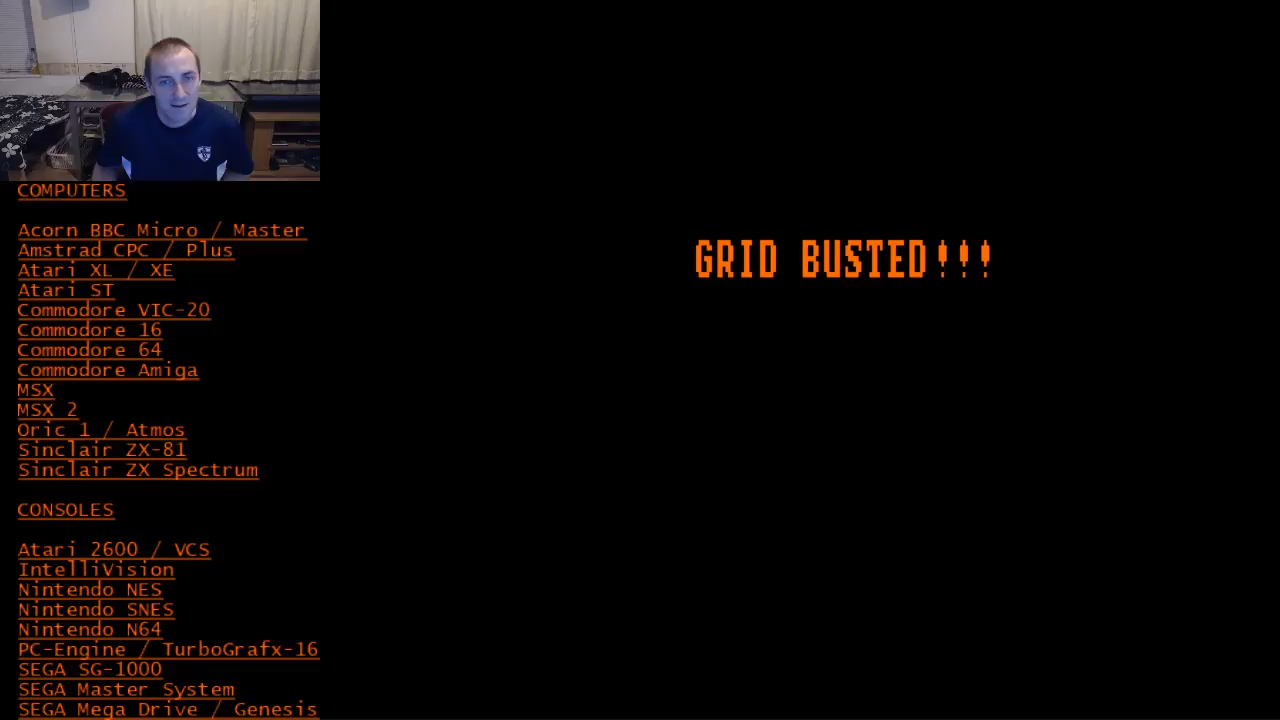 COMPUTERS
Acorn BBC Micro / Master
Amstrad CPC / Plus
Atari XL / XE
Atari ST
Commodore VIC-20
Commodore 16
Commodore 64
Commodore Amiga
MSX
MSX 2
Oric 1 / Atmos
Sinclair ZX-81
Sinclair ZX Spectrum
CONSOLES
Atari 2600 / VCS
IntelliVision
Nintendo NES
Nintendo SNES
Nintendo N64
PC-Engine / TurboGrafx-16
SEGA SG-1000
SEGA Master System
SEGA Mega Drive / Genesis
GRID BUSTED!!!